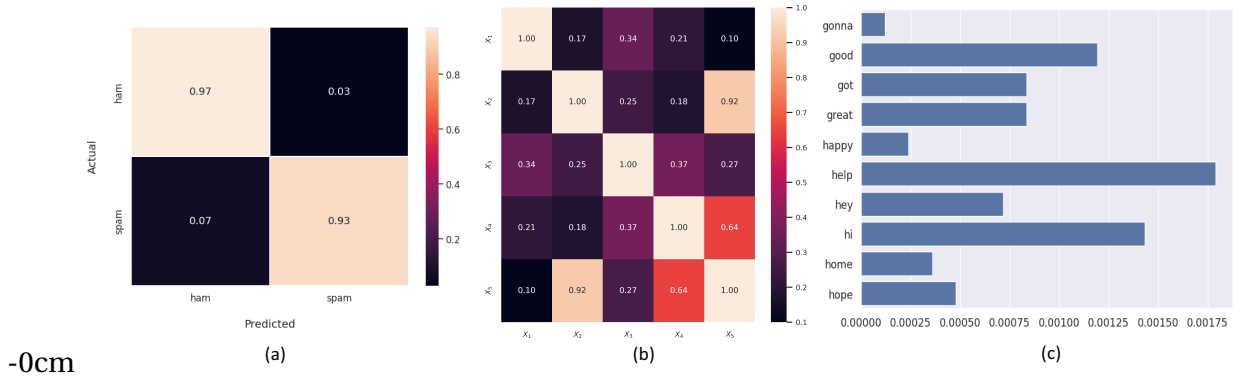 Actual
ham
spam
0.97 0.03
0.07 0.93
ham spam
Predicted
0.8
0.6
0.4
0.2
(a)
X1 1.00 0.17 0.34 0.21 0.10
X2 0.17 1.00 0.25 0.18 0.92
X3 0.34 0.25 1.00 0.37 0.27
X4 0.21 0.18 0.37 1.00 0.64
X5 0.10 0.92 0.27 0.64 1.00
X1 X2 X3 X4 X5
1.0
0.9
0.8
0.7
0.6
0.5
0.4
0.3
0.2
0.1
(b)
gonna
good
got
great
happy
help
hey
hi
home
hope
0.00000 0.00025 0.00050 0.00075 0.00100 0.00125 0.00150 0.00175
(c)
-0cm